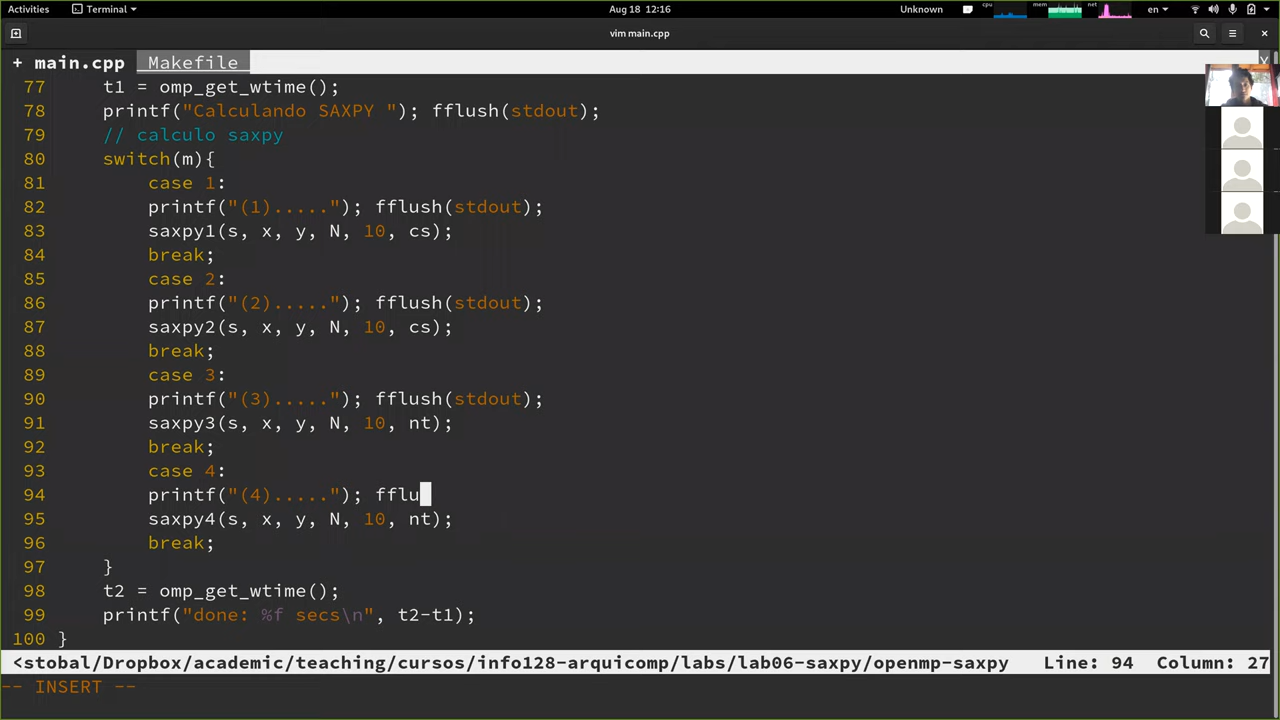 Activities Terminal Aug 18 12:16 Unknown cpu mem net en
vim main.cpp
+ main.cpp Makefile
77 t1 = omp_get_wtime();
78 printf("Calculando SAXPY "); fflush(stdout);
79 // calculo saxpy
80 switch(m){
81 case 1:
82 printf("(1)....."); fflush(stdout);
83 saxpy1(s, x, y, N, 10, cs);
84 break;
85 case 2:
86 printf("(2)....."); fflush(stdout);
87 saxpy2(s, x, y, N, 10, cs);
88 break;
89 case 3:
90 printf("(3)....."); fflush(stdout);
91 saxpy3(s, x, y, N, 10, nt);
92 break;
93 case 4:
94 printf("(4)....."); fflu
95 saxpy4(s, x, y, N, 10, nt);
96 break;
97 }
98 t2 = omp_get_wtime();
99 printf("done: %f secs\n", t2-t1);
100 }
<stobal/Dropbox/academic/teaching/cursos/info128-arquicomp/labs/lab06-saxpy/openmp-saxpy Line: 94 Column: 27
-- INSERT --